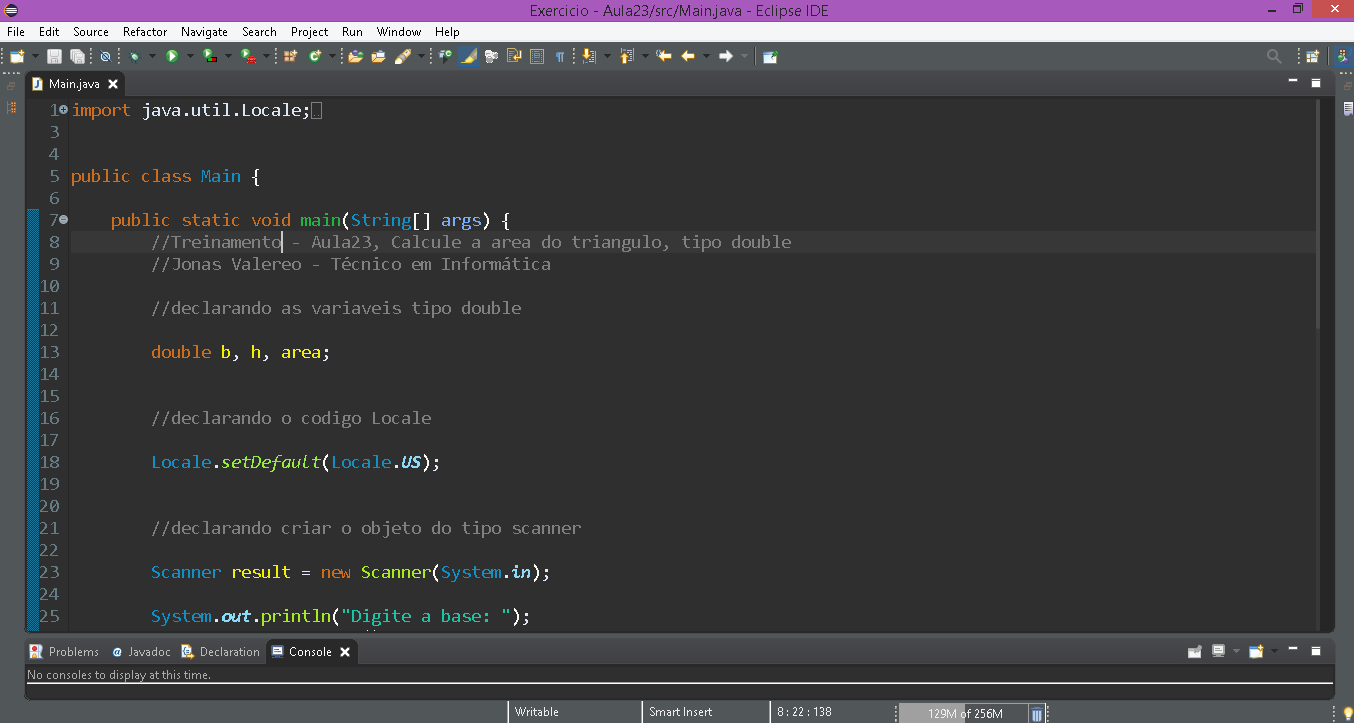 Exercicio - Aula23/src/Main.java - Eclipse IDE
File Edit Source Refactor Navigate Search Project Run Window Help
Main.java
1 import java.util.Locale;
3
4
5 public class Main {
6
7 public static void main(String[] args) {
8 //Treinamento - Aula23, Calcule a area do triangulo, tipo double
9 //Jonas Valereo - Técnico em Informática
10
11 //declarando as variaveis tipo double
12
13 double b, h, area;
14
15
16 //declarando o codigo Locale
17
18 Locale.setDefault(Locale.US);
19
20
21 //declarando criar o objeto do tipo scanner
22
23 Scanner result = new Scanner(System.in);
24
25 System.out.println("Digite a base: ");
Problems Javadoc Declaration Console
No consoles to display at this time.
Writable Smart Insert 8 : 22 : 138 129M of 256M